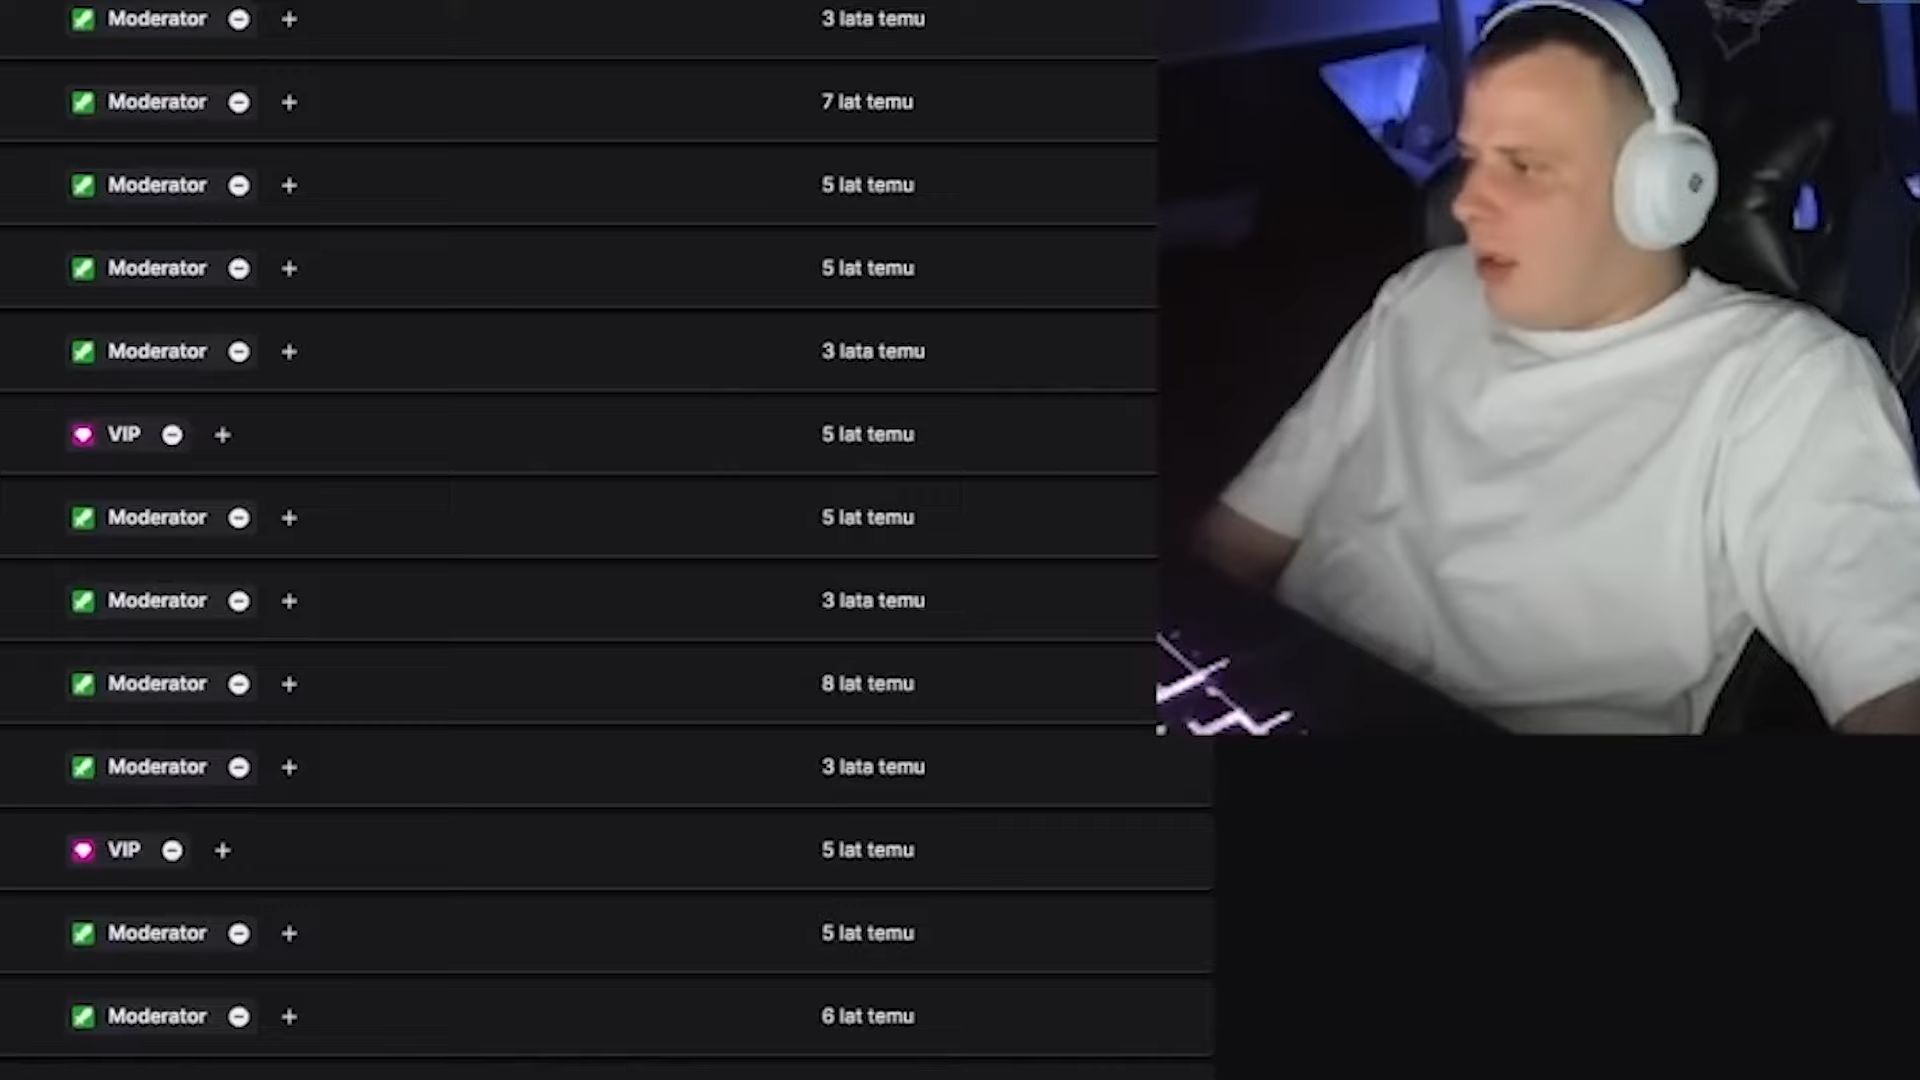 Moderator 3 lata temu
Moderator 7 lat temu
Moderator 5 lat temu
Moderator 5 lat temu
Moderator 3 lata temu
VIP 5 lat temu
Moderator 5 lat temu
Moderator 3 lata temu
Moderator 8 lat temu
Moderator 3 lata temu
VIP 5 lat temu
Moderator 5 lat temu
Moderator 6 lat temu